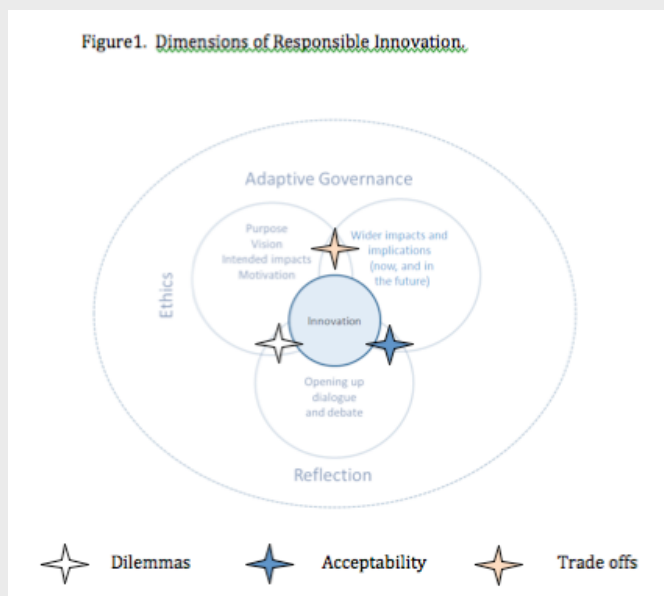 Figure1. Dimensions of Responsible Innovation.
Adaptive Governance
Purpose
Vision
Intended impacts
Motivation
Wider impacts and
implications
(now, and in
the future)
Ethics
Innovation
Opening up
dialogue
and debate
Reflection
Dilemmas
Acceptability
Trade offs